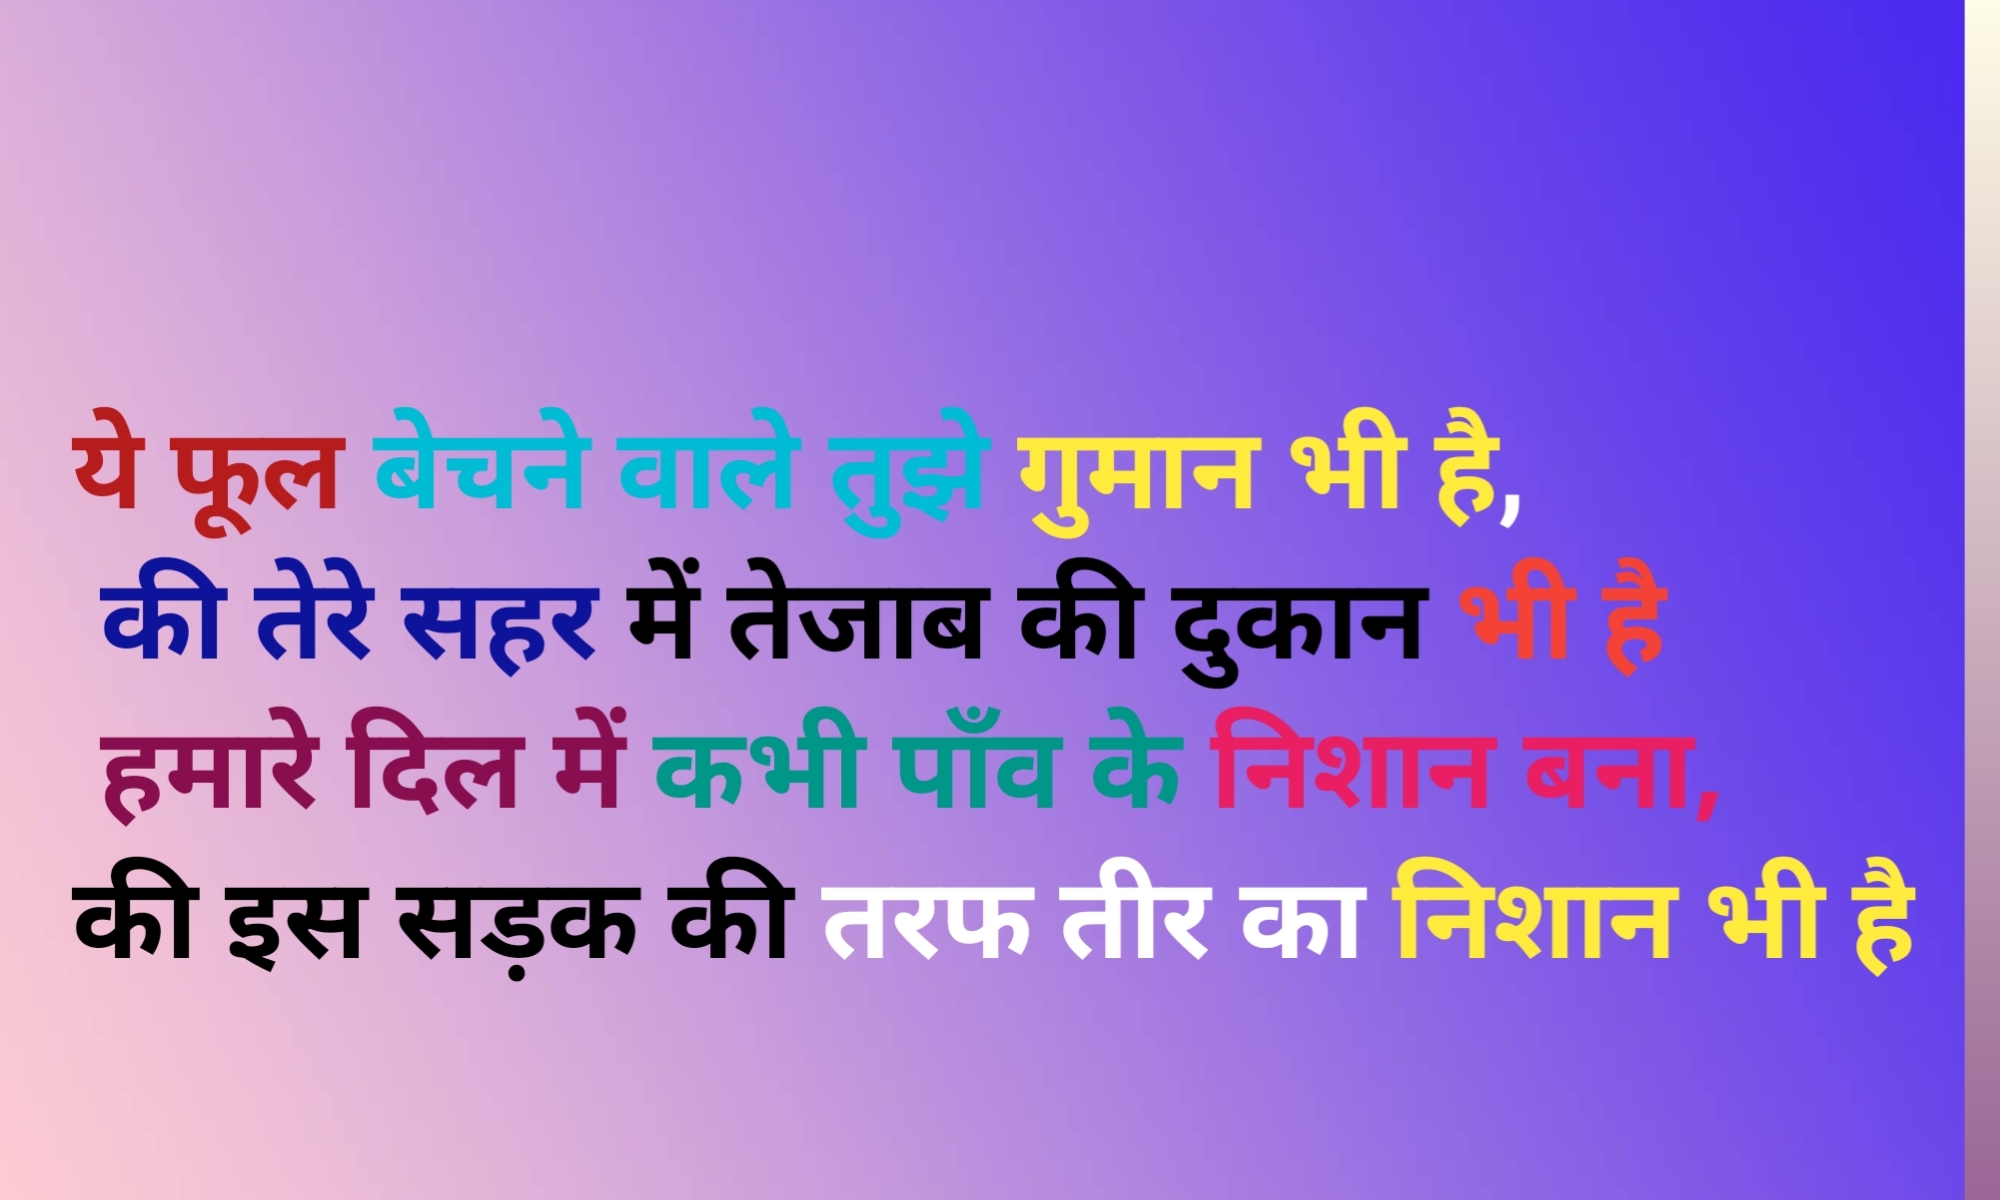 ये फूल बेचने वाले तुझे गुमान भी है,
की तेरे सहर में तेजाब की दुकान भी है
हमारे दिल में कभी पाँव के निशान बना,
की इस सड़क की तरफ तीर का निशान भी है